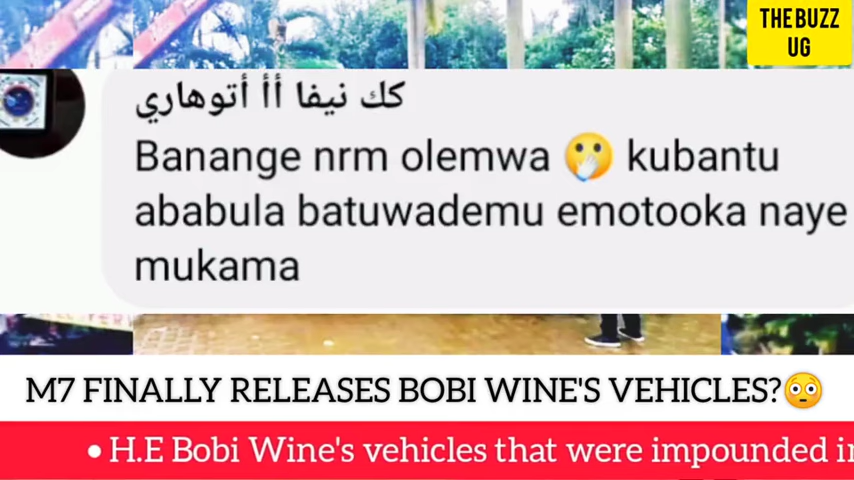 THE BUZZ
UG
كك نيفا أأ أتوهاري
Banange nrm olemwa 🫢 kubantu
ababula batuwademu emotooka naye
mukama
M7 FINALLY RELEASES BOBI WINE'S VEHICLES?😳
• H.E Bobi Wine's vehicles that were impounded